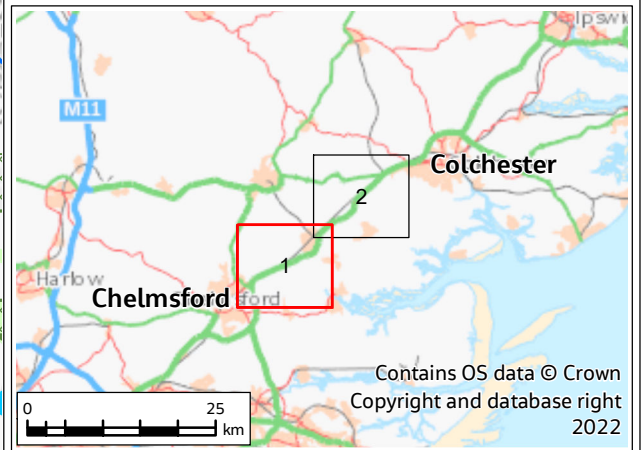 M11
Colchester
2
1
Harlow
Chelmsford
0 25
km
Contains OS data © Crown
Copyright and database right
2022